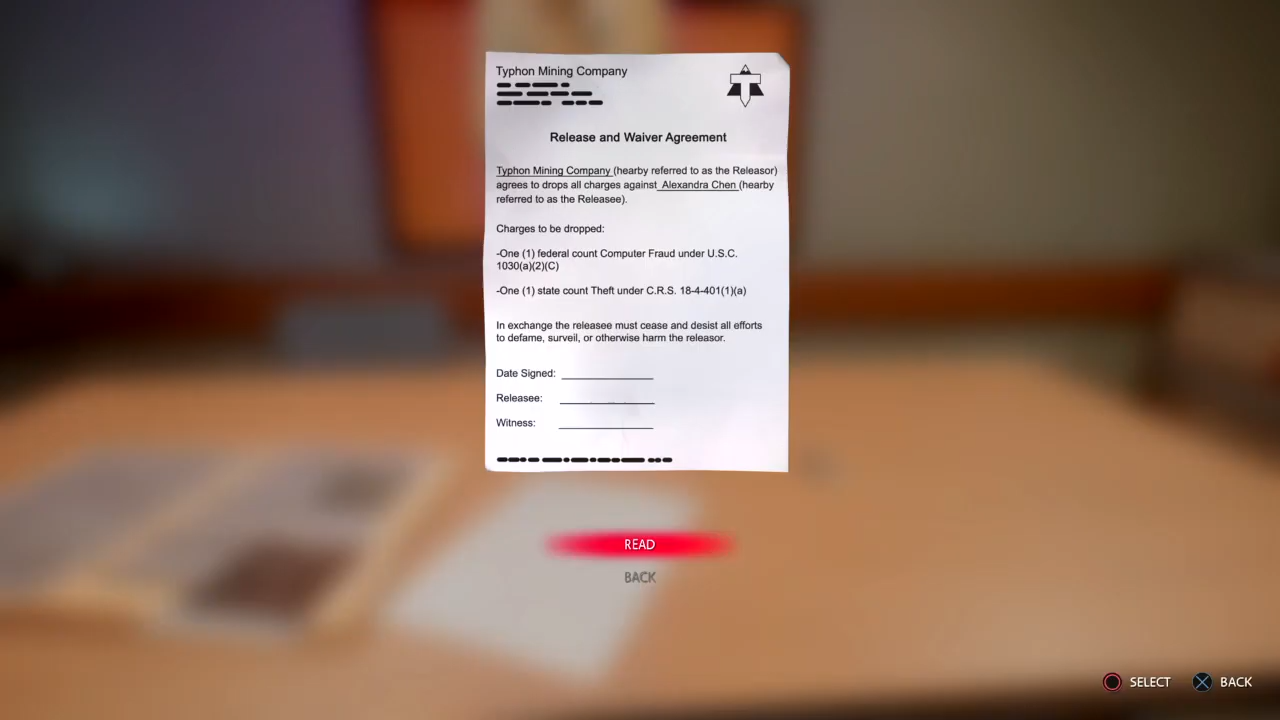 Typhon Mining Company
Release and Waiver Agreement
Typhon Mining Company (hearby referred to as the Releasor)
agrees to drops all charges against Alexandra Chen (hearby
referred to as the Releasee).
Charges to be dropped:
-One (1) federal count Computer Fraud under U.S.C.
1030(a)(2)(C)
-One (1) state count Theft under C.R.S. 18-4-401(1)(a)
In exchange the releasee must cease and desist all efforts
to defame, surveil, or otherwise harm the releasor.
Date Signed:
Releasee:
Witness:
READ
BACK
SELECT BACK